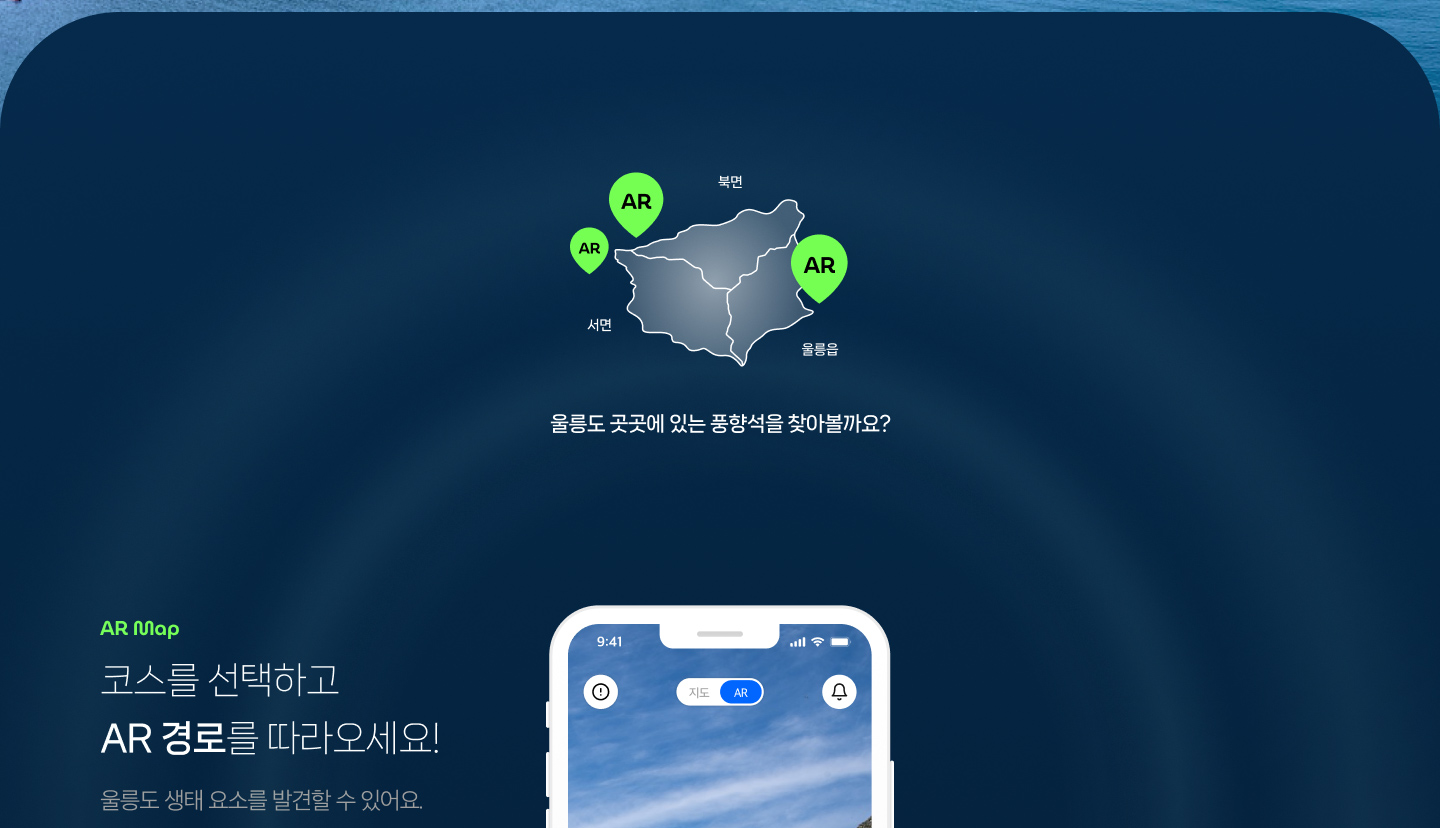 북면
AR
AR
AR
서면
울릉읍
울릉도 곳곳에 있는 풍향석을 찾아볼까요?
AR Map
코스를 선택하고
AR 경로를 따라오세요!
울릉도 생태 요소를 발견할 수 있어요.
9:41
지도 AR